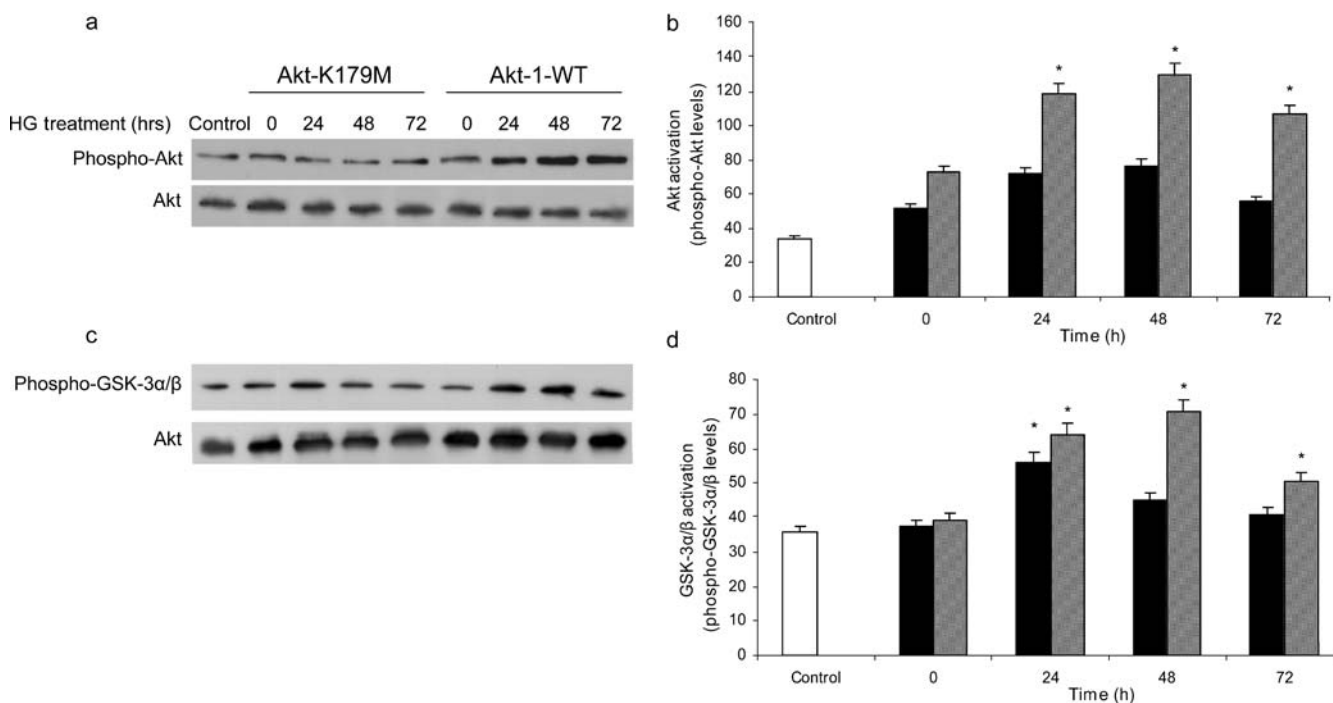 a
Akt-K179M Akt-1-WT
HG treatment (hrs) Control 0 24 48 72 0 24 48 72
Phospho-Akt
Akt
b
160
140
120
100
80
60
40
20
0
Akt activation
(phospho-Akt levels)
* * *
Control 0 24 48 72
Time (h)
c
Phospho-GSK-3α/β
Akt
d
80
70
60
50
40
30
20
10
0
GSK-3α/β activation
(phospho-GSK-3α/β levels)
* * * *
Control 0 24 48 72
Time (h)